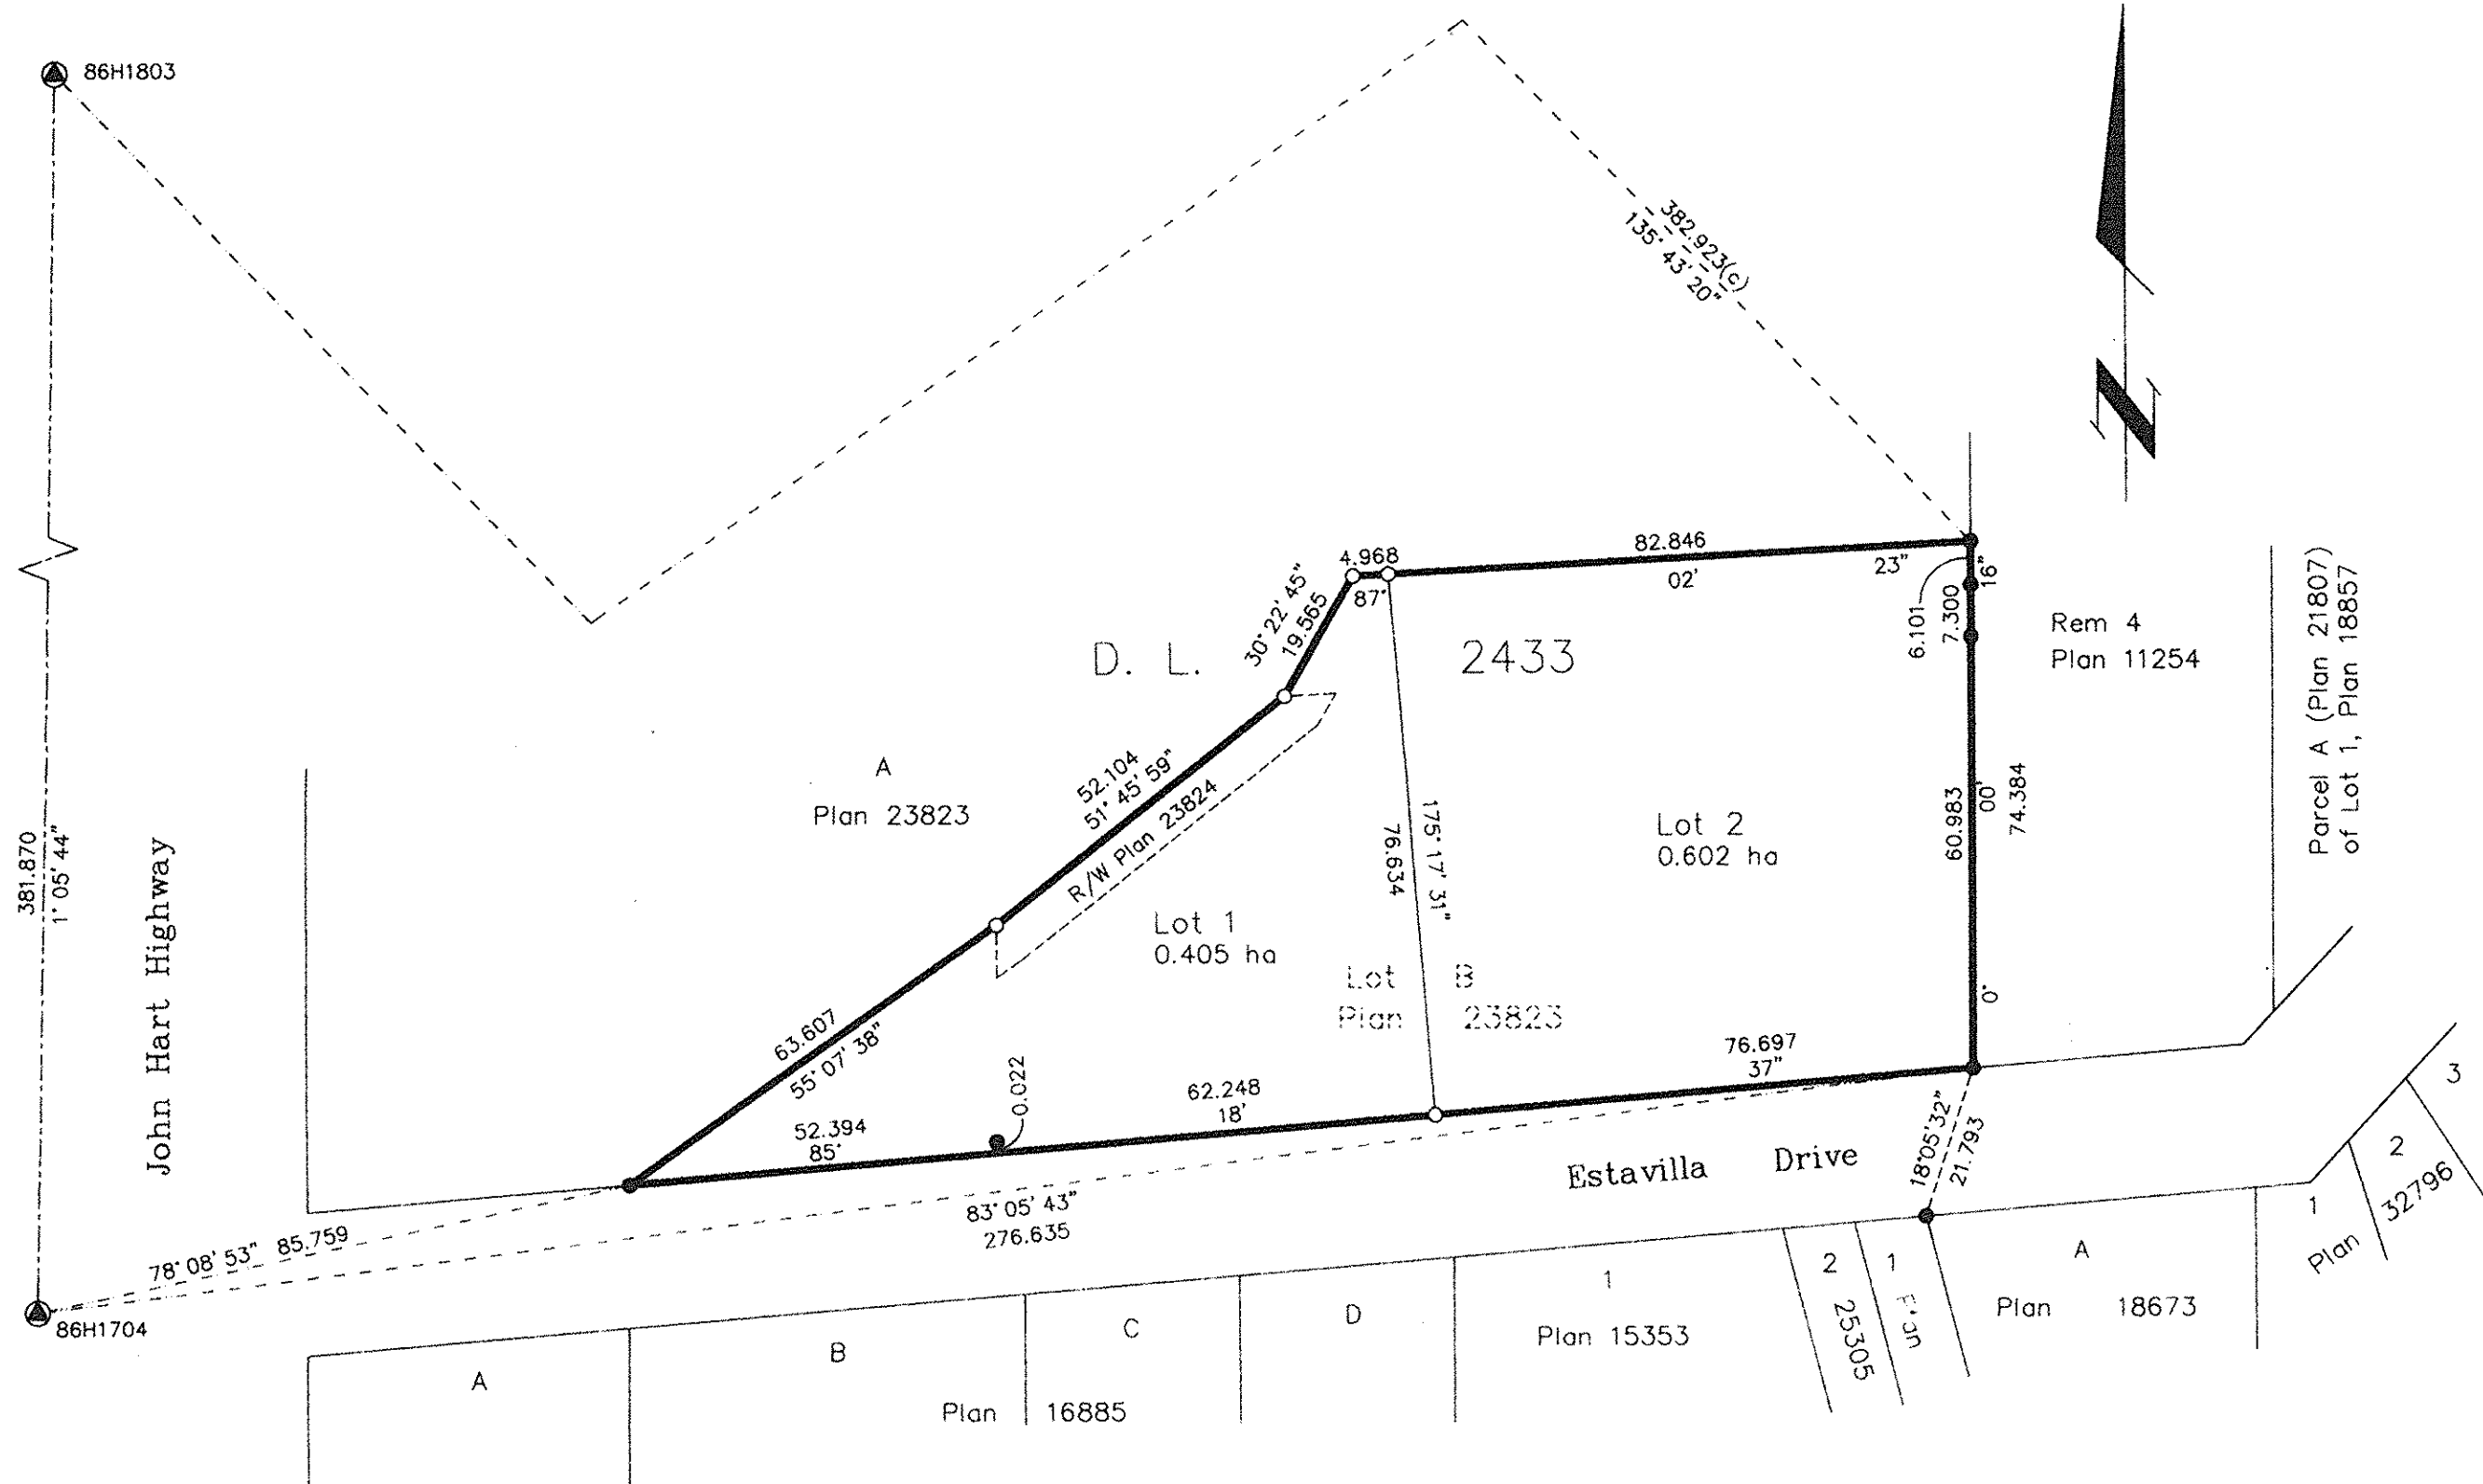 86H1803
382.923(c)
135° 43' 20"
N
82.846
4.968
87° 02' 23"
30° 22' 45"
19.565
6.101
7.300
16"
D. L. 2433
Rem 4
Plan 11254
Parcel A (Plan 21807)
of Lot 1, Plan 18857
A
Plan 23823
52.104
51° 45' 59"
R/W Plan 23824
175° 17' 31"
76.634
Lot 2
0.602 ha
60.983
00'
74.384
0°
381.870
1° 05' 44"
John Hart Highway
Lot 1
0.405 ha
Lot B
Plan 23823
63.607
55° 07' 38"
0.022
52.394
85°
62.248
18'
76.697
37"
18°05'32"
21.793
Estavilla Drive
83° 05' 43"
276.635
78° 08' 53" 85.759
86H1704
A
B
C
D
Plan 16885
1
Plan 15353
2
1
25305
A
Plan 18673
1
2
3
Plan 32796